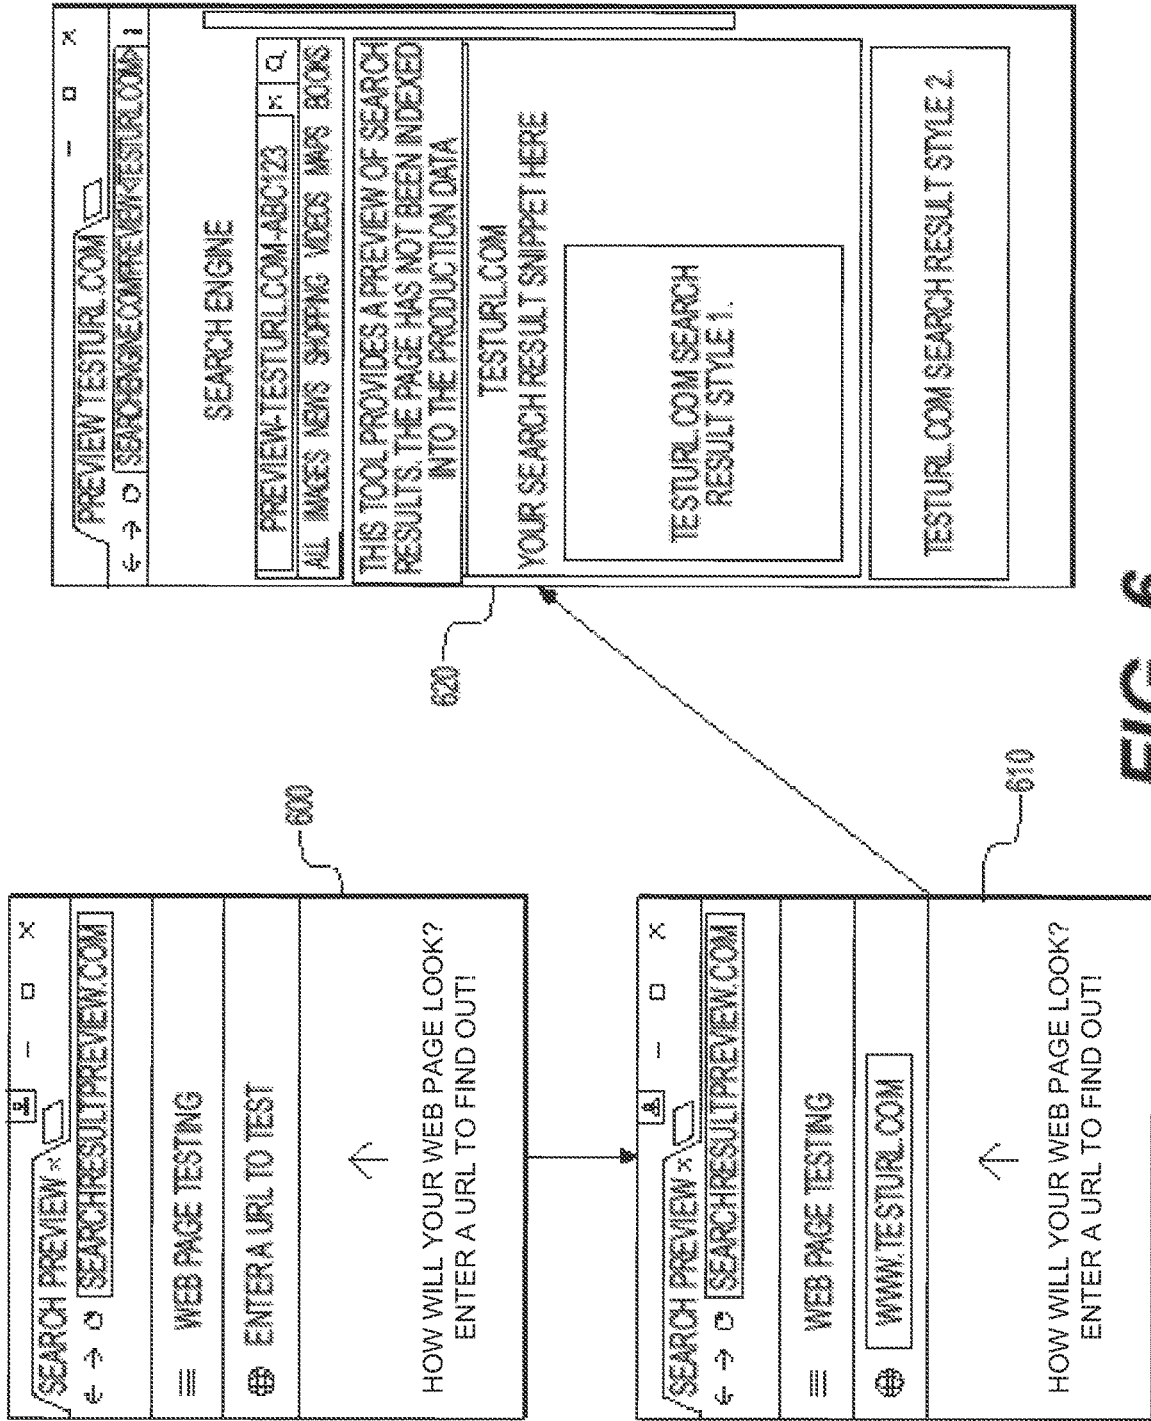 SEARCH PREVIEW ×
SEARCHRESULTPREVIEW.COM
WEB PAGE TESTING
ENTER A URL TO TEST
HOW WILL YOUR WEB PAGE LOOK?
ENTER A URL TO FIND OUT!
600
SEARCH PREVIEW ×
SEARCHRESULTPREVIEW.COM
WEB PAGE TESTING
WWW.TESTURL.COM
HOW WILL YOUR WEB PAGE LOOK?
ENTER A URL TO FIND OUT!
610
PREVIEW TESTURL.COM
SEARCH ENGINE
PREVIEW-TESTURL.COM-ABC123
ALL IMAGES NEWS SHOPPING VIDEOS MAPS BOOKS
THIS TOOL PROVIDES A PREVIEW OF SEARCH
RESULTS. THE PAGE HAS NOT BEEN INDEXED
INTO THE PRODUCTION DATA
TESTURL.COM
YOUR SEARCH RESULT SNIPPET HERE
TESTURL.COM SEARCH
RESULT STYLE 1.
TESTURL.COM SEARCH RESULT STYLE 2.
620
FIG. 6